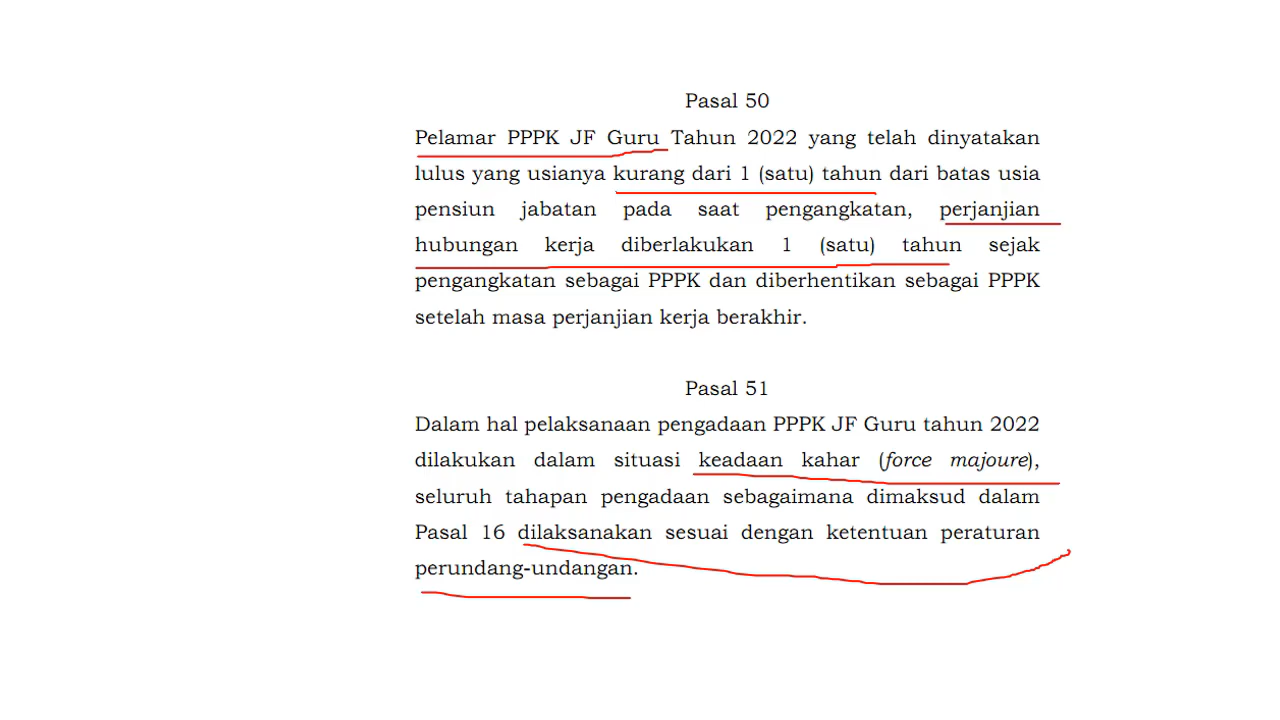 Pasal 50
Pelamar PPPK JF Guru Tahun 2022 yang telah dinyatakan
lulus yang usianya kurang dari 1 (satu) tahun dari batas usia
pensiun jabatan pada saat pengangkatan, perjanjian
hubungan kerja diberlakukan 1 (satu) tahun sejak
pengangkatan sebagai PPPK dan diberhentikan sebagai PPPK
setelah masa perjanjian kerja berakhir.
Pasal 51
Dalam hal pelaksanaan pengadaan PPPK JF Guru tahun 2022
dilakukan dalam situasi keadaan kahar (force majoure),
seluruh tahapan pengadaan sebagaimana dimaksud dalam
Pasal 16 dilaksanakan sesuai dengan ketentuan peraturan
perundang-undangan.